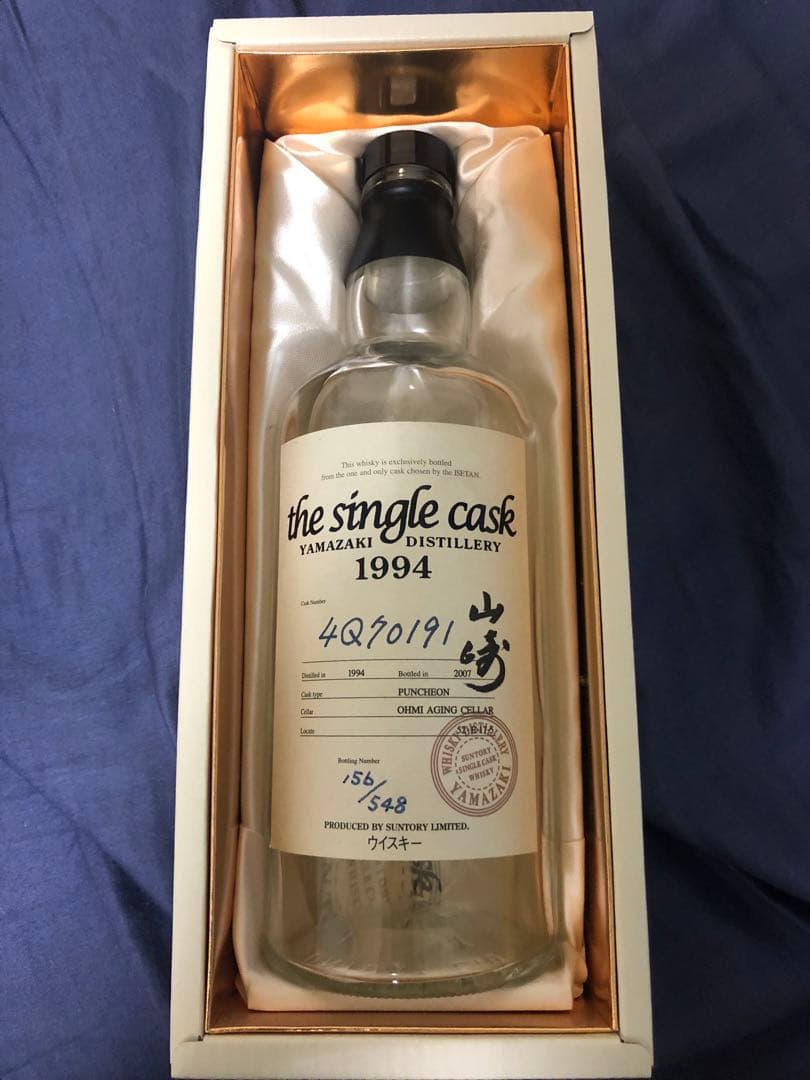 This whisky is exclusively bottled
from the one and only cask chosen by the ISETAN.
the single cask
YAMAZAKI DISTILLERY
1994
Cask Number
4Q70191
山崎
Distilled in 1994 Bottled in 2007
Cask type PUNCHEON
Cellar OHMI AGING CELLAR
Locate
WHISKY DISTILLERY
SUNTORY
SINGLE CASK
WHISKY
YAMAZAKI
Bottling Number
156/548
PRODUCED BY SUNTORY LIMITED.
ウイスキー